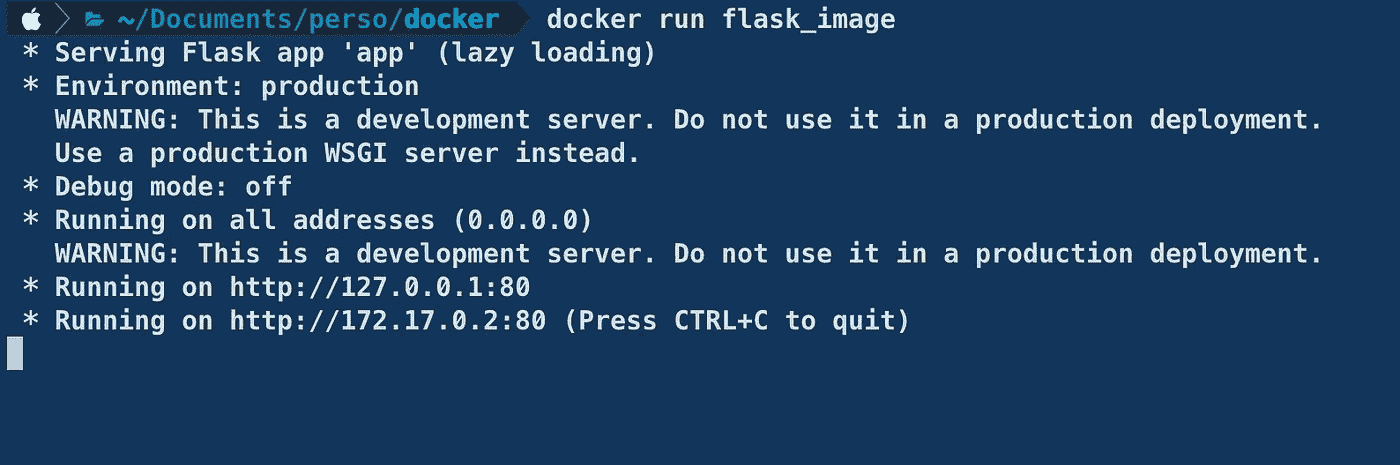 ~/Documents/perso/docker docker run flask_image
* Serving Flask app 'app' (lazy loading)
* Environment: production
WARNING: This is a development server. Do not use it in a production deployment.
Use a production WSGI server instead.
* Debug mode: off
* Running on all addresses (0.0.0.0)
WARNING: This is a development server. Do not use it in a production deployment.
* Running on http://127.0.0.1:80
* Running on http://172.17.0.2:80 (Press CTRL+C to quit)